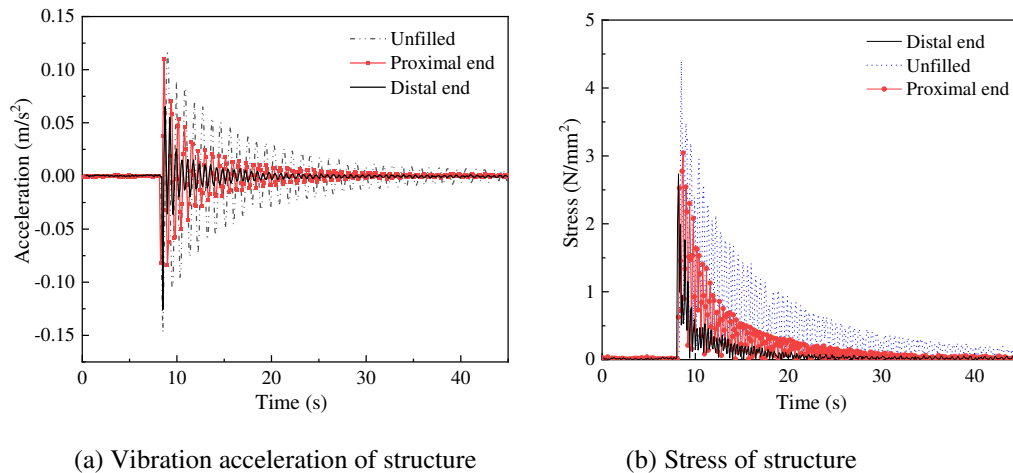 0.15
0.10
0.05
0.00
-0.05
-0.10
-0.15
Acceleration (m/s²)
Unfilled
Proximal end
Distal end
0 10 20 30 40
Time (s)
(a) Vibration acceleration of structure
5
4
3
2
1
0
Stress (N/mm²)
Distal end
Unfilled
Proximal end
0 10 20 30 40
Time (s)
(b) Stress of structure